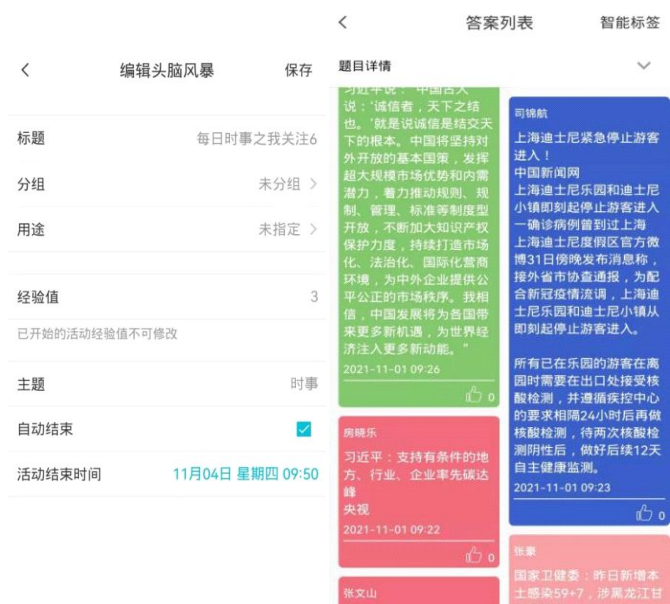 编辑头脑风暴
保存
标题
每日时事之我关注6
分组
未分组
用途
未指定
经验值
3
已开始的活动经验值不可修改
主题
时事
自动结束
活动结束时间
11月04日 星期四 09:50
答案列表
智能标签
题目详情
习近平说："中国古人
说：'诚信者，天下之结
也。'就是说诚信是结交天
下的根本。中国将坚持对
外开放的基本国策，发挥
超大规模市场优势和内需
潜力，着力推动规则、规
制、管理、标准等制度型
开放，不断加大知识产权
保护力度，持续打造市场
化、法治化、国际化营商
环境，为中外企业提供公
平公正的市场秩序。我相
信，中国发展将为各国带
来更多新机遇，为世界经
济注入更多新动能。"
2021-11-01 09:26
0
房晓乐
习近平：支持有条件的地
方、行业、企业率先碳达
峰
央视
2021-11-01 09:22
0
张文山
司锦航
上海迪士尼紧急停止游客
进入！
中国新闻网
上海迪士尼乐园和迪士尼
小镇即刻起停止游客进入
一确诊病例曾到过上海
上海迪士尼度假区官方微
博31日傍晚发布消息称，
接外省市协查通报，为配
合新冠疫情流调，上海迪
士尼乐园和迪士尼小镇从
即刻起停止游客进入。
所有已在乐园的游客在离
园时需要在出口处接受核
酸检测，并遵循疾控中心
的要求相隔24小时后再做
核酸检测，待两次核酸检
测阴性后，做好后续12天
自主健康监测。
2021-11-01 09:23
0
张豪
国家卫健委：昨日新增本
土感染59+7，涉黑龙江甘